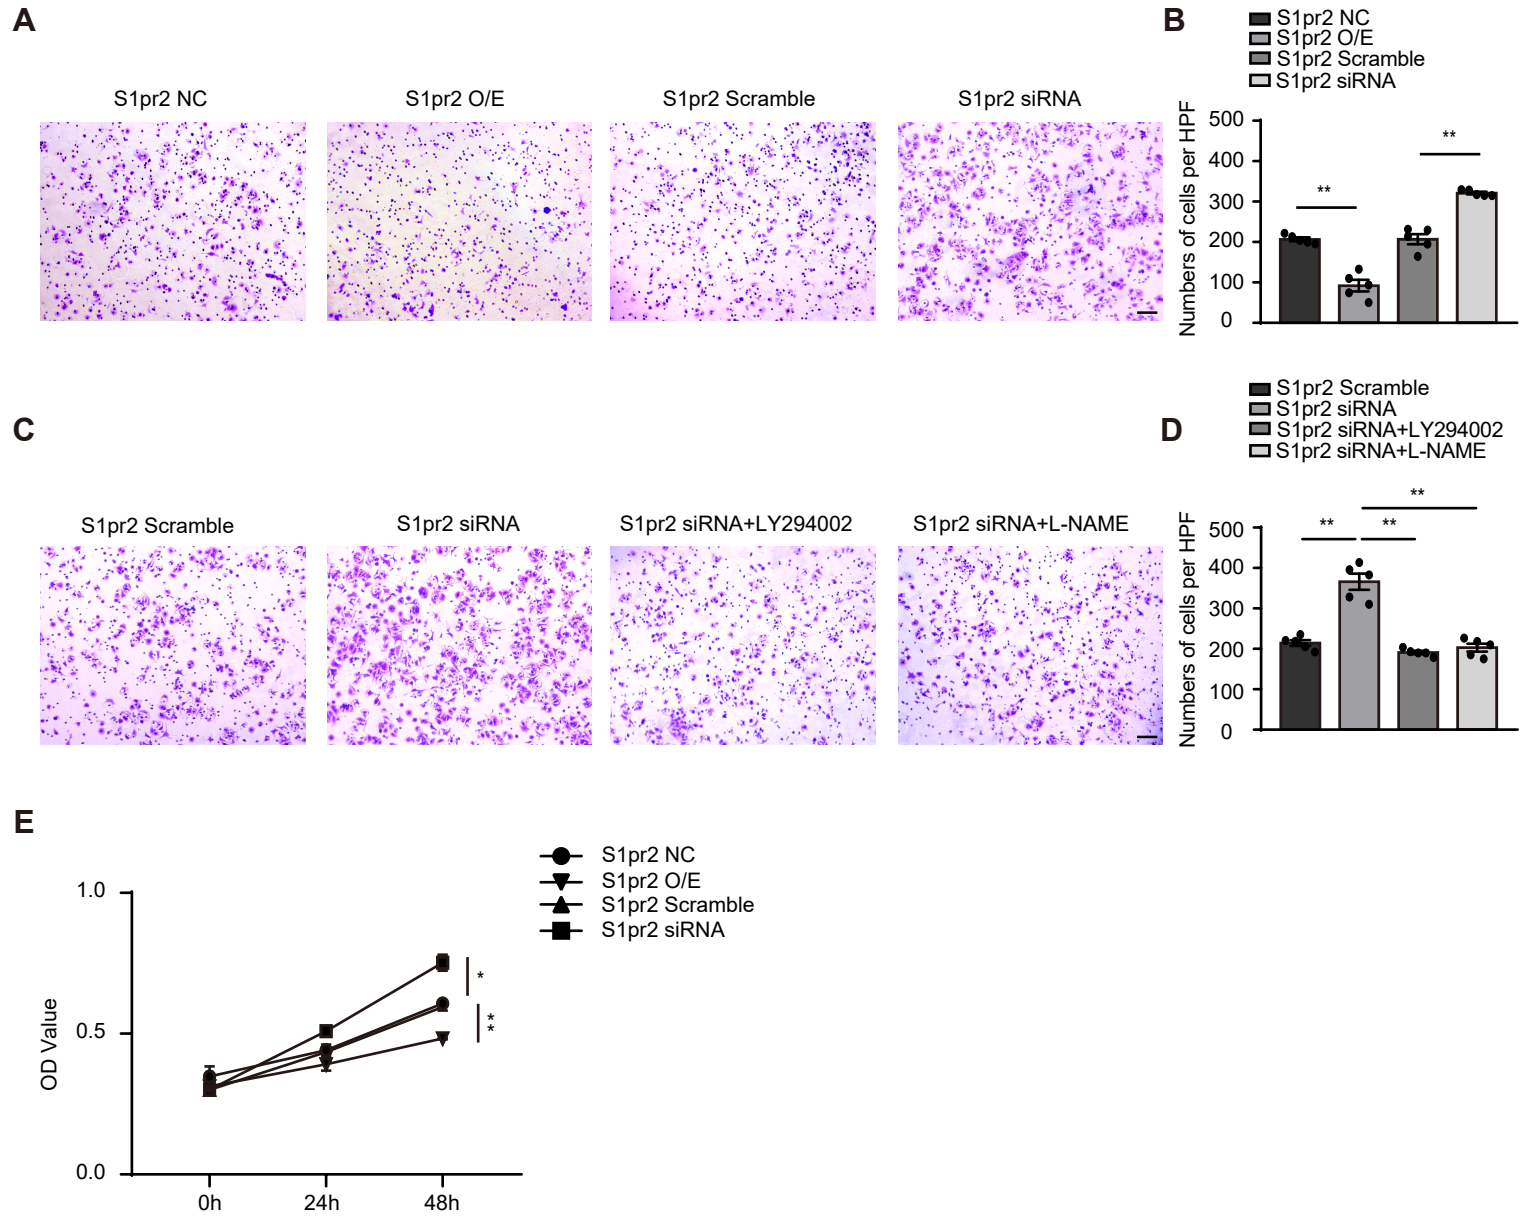 A
S1pr2 NC
S1pr2 O/E
S1pr2 Scramble
S1pr2 siRNA
B
S1pr2 NC
S1pr2 O/E
S1pr2 Scramble
S1pr2 siRNA
Numbers of cells per HPF
500
400
300
200
100
0
**
**
C
S1pr2 Scramble
S1pr2 siRNA
S1pr2 siRNA+LY294002
S1pr2 siRNA+L-NAME
D
S1pr2 Scramble
S1pr2 siRNA
S1pr2 siRNA+LY294002
S1pr2 siRNA+L-NAME
Numbers of cells per HPF
500
400
300
200
100
0
**
**
**
E
S1pr2 NC
S1pr2 O/E
S1pr2 Scramble
S1pr2 siRNA
OD Value
1.0
0.5
0.0
*
**
0h
24h
48h